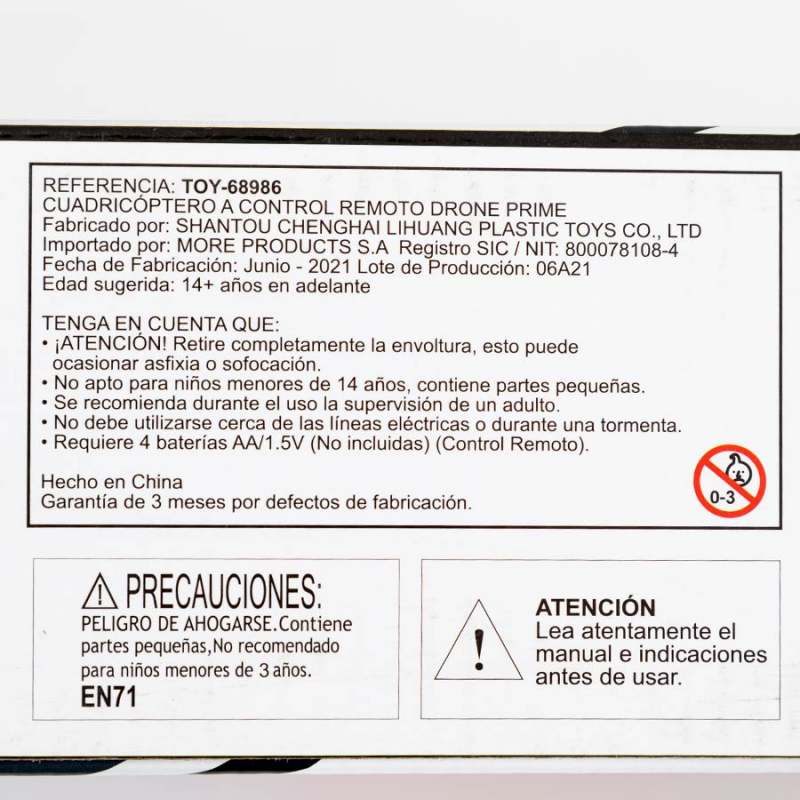 REFERENCIA: TOY-68986
CUADRICÓPTERO A CONTROL REMOTO DRONE PRIME
Fabricado por: SHANTOU CHENGHAI LIHUANG PLASTIC TOYS CO., LTD
Importado por: MORE PRODUCTS S.A Registro SIC / NIT: 800078108-4
Fecha de Fabricación: Junio - 2021 Lote de Producción: 06A21
Edad sugerida: 14+ años en adelante
TENGA EN CUENTA QUE:
• ¡ATENCIÓN! Retire completamente la envoltura, esto puede
ocasionar asfixia o sofocación.
• No apto para niños menores de 14 años, contiene partes pequeñas.
• Se recomienda durante el uso la supervisión de un adulto.
• No debe utilizarse cerca de las líneas eléctricas o durante una tormenta.
• Requiere 4 baterías AA/1.5V (No incluidas) (Control Remoto).
Hecho en China
Garantía de 3 meses por defectos de fabricación.
0-3
! PRECAUCIONES:
PELIGRO DE AHOGARSE.Contiene
partes pequeñas,No recomendado
para niños menores de 3 años.
EN71
!
ATENCIÓN
Lea atentamente el
manual e indicaciones
antes de usar.